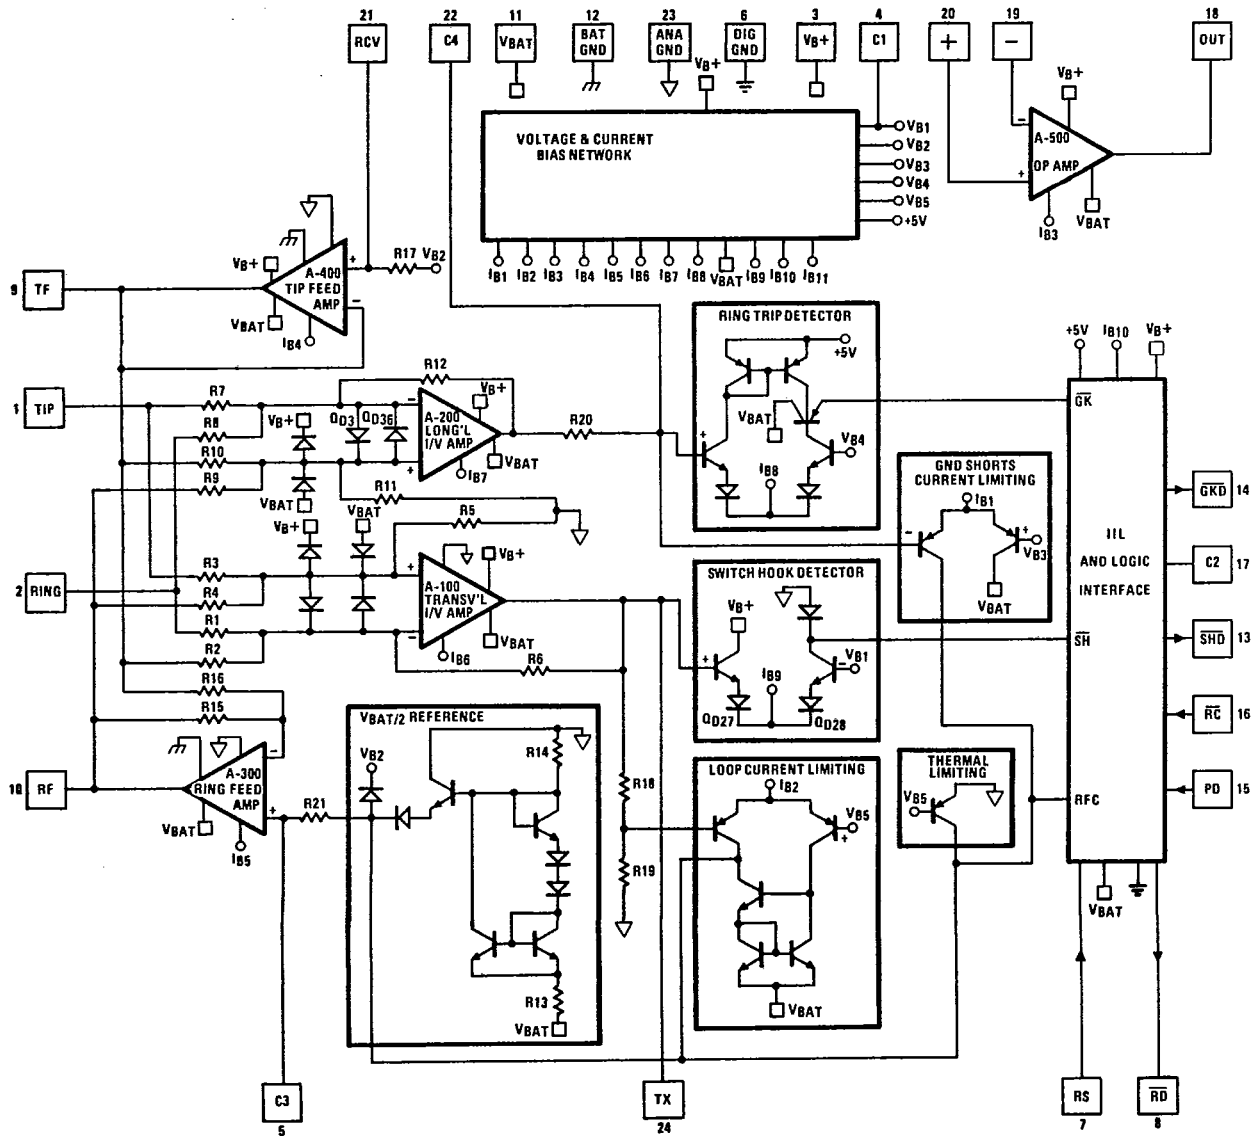 21
22
11
12
23
6
3
4
20
19
18
RCV
C4
VBAT
BAT
GND
ANA
GND
DIG
GND
VB+
C1
+
−
OUT
VB+
VB+
VOLTAGE & CURRENT
BIAS NETWORK
VB1
VB2
VB3
VB4
VB5
+5V
−
A-500
OP AMP
+
VBAT
IB3
IB1
IB2
IB3
IB4
IB5
IB6
IB7
IB8
VBAT
IB9
IB10
IB11
R17
VB2
VB+
+
A-400
TIP FEED
AMP
−
VBAT
IB4
9
TF
RING TRIP DETECTOR
+5V
VBAT
+
VB4
IB8
+5V
IB10
VB+
GK
R12
1
TIP
R7
R8
R10
R9
VB+
QD3
QD36
VBAT
−
A-200
LONG'L
I/V AMP
+
VB+
VBAT
IB7
R20
R11
R5
VB+
VBAT
GND SHORTS
CURRENT LIMITING
IB1
−
+
VB3
VBAT
IIL
AND LOGIC
INTERFACE
GKD
14
C2
17
2
RING
R3
R4
R1
R2
R16
R15
+
A-100
TRANSV'L
I/V AMP
−
VB+
VBAT
IB6
R6
SWITCH HOOK DETECTOR
VB+
+
−
VB1
IB9
QD27
QD28
SH
SHD
13
RC
16
PD
15
RFC
10
RF
−
A-300
RING FEED
AMP
+
VBAT
IB5
R21
VBAT/2 REFERENCE
VB2
R14
R13
VBAT
R18
R19
LOOP CURRENT LIMITING
IB2
VB5
+
VBAT
THERMAL
LIMITING
VB5
VBAT
C3
5
TX
24
RS
7
RD
8